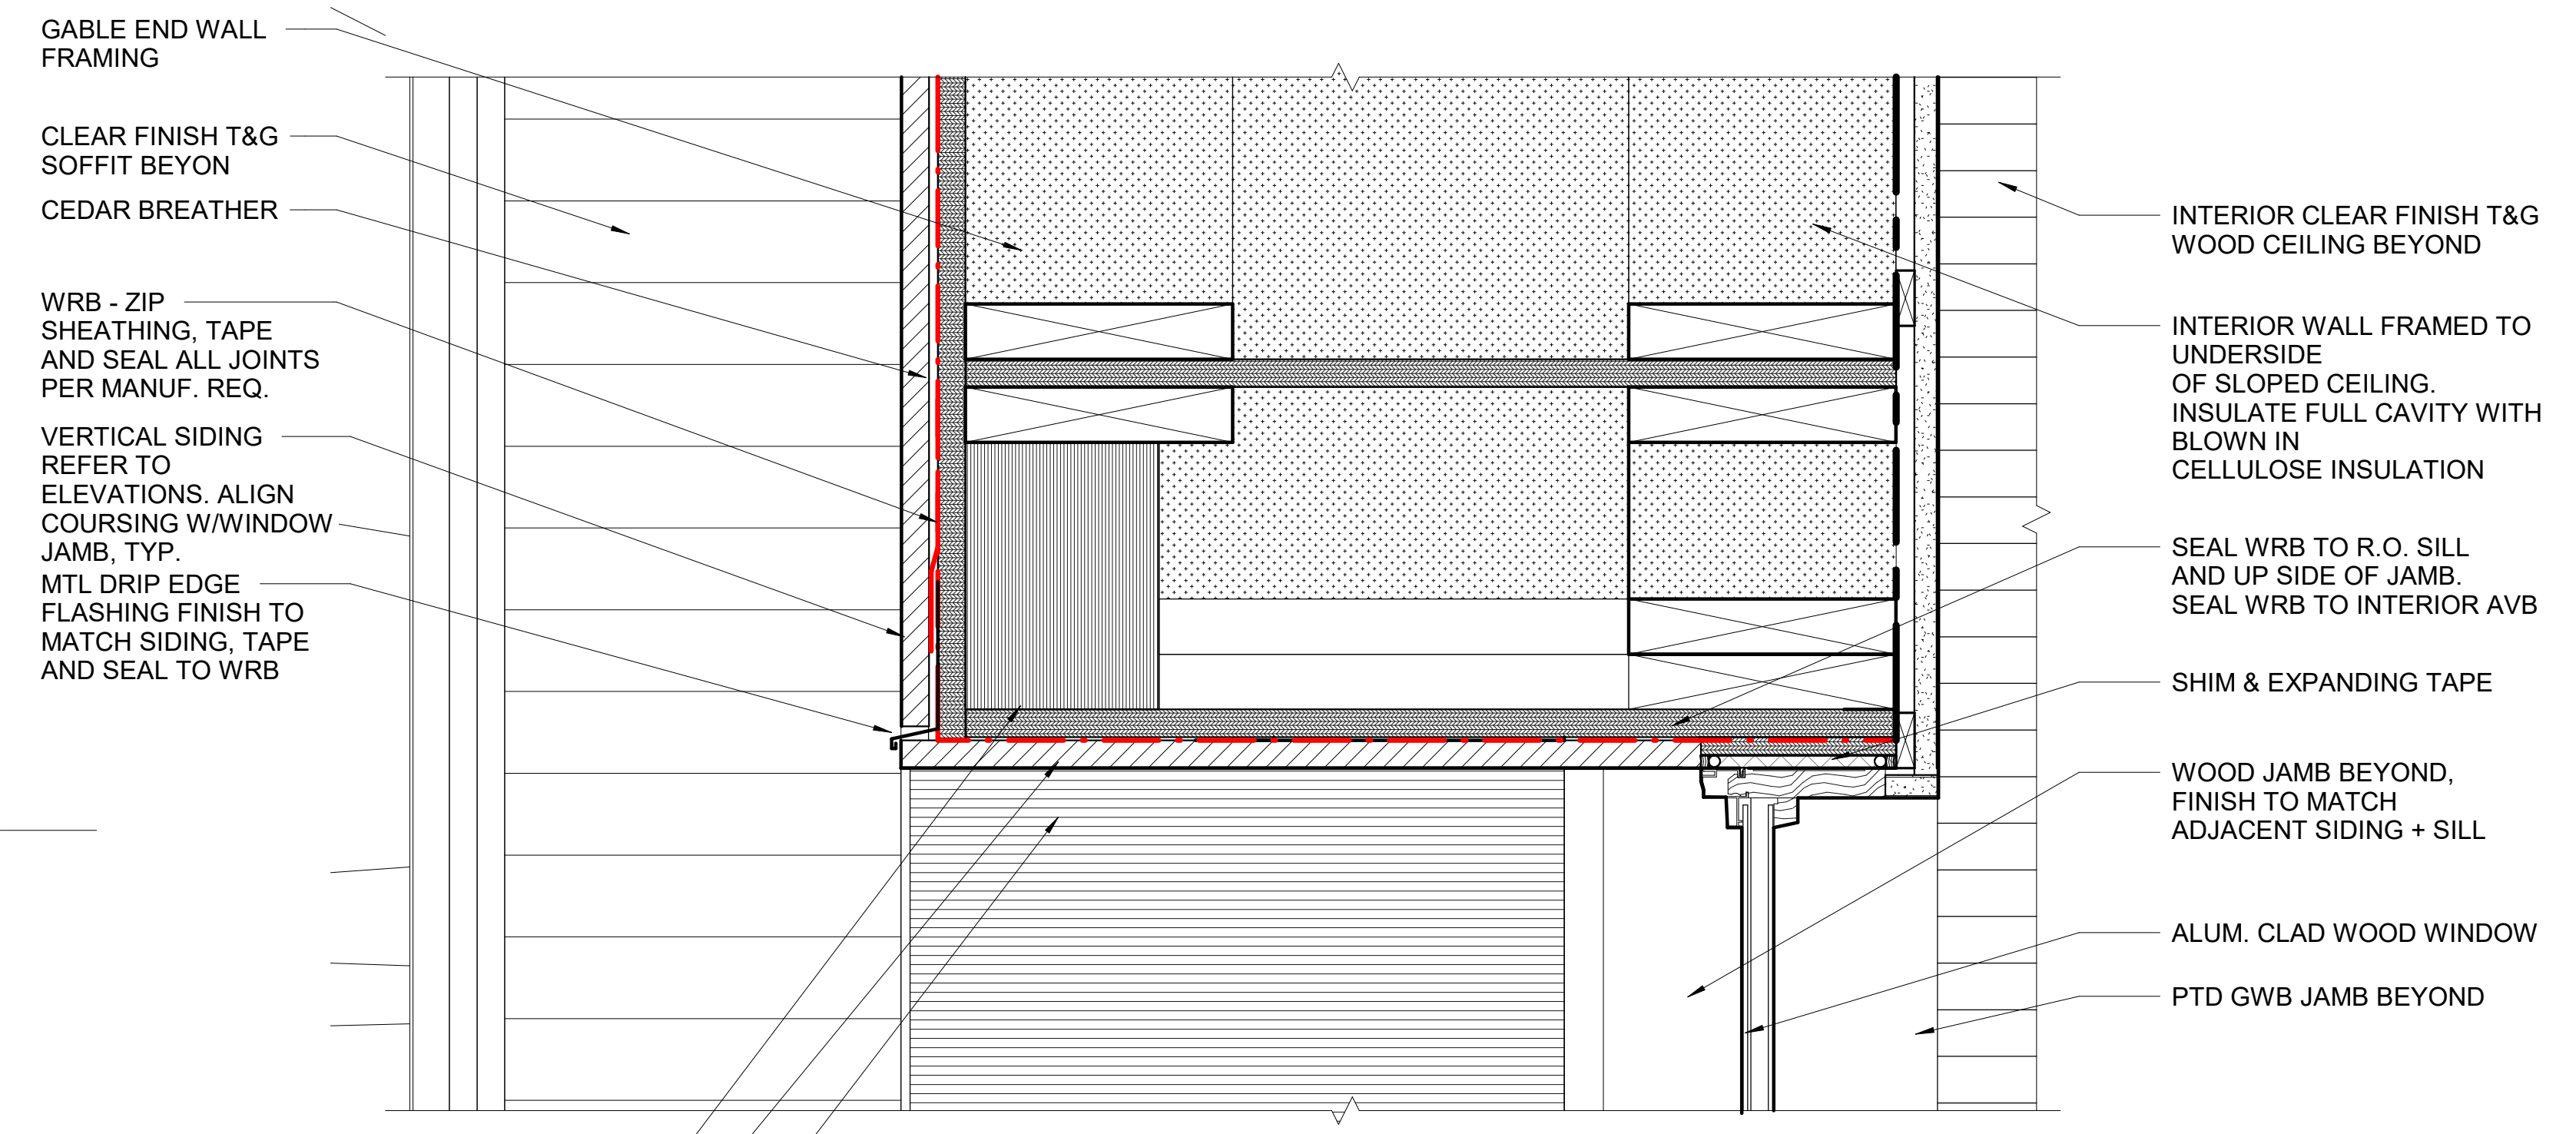 GABLE END WALL
FRAMING
CLEAR FINISH T&G
SOFFIT BEYON
CEDAR BREATHER
WRB - ZIP
SHEATHING, TAPE
AND SEAL ALL JOINTS
PER MANUF. REQ.
VERTICAL SIDING
REFER TO
ELEVATIONS. ALIGN
COURSING W/WINDOW
JAMB, TYP.
MTL DRIP EDGE
FLASHING FINISH TO
MATCH SIDING, TAPE
AND SEAL TO WRB
INTERIOR CLEAR FINISH T&G
WOOD CEILING BEYOND
INTERIOR WALL FRAMED TO
UNDERSIDE
OF SLOPED CEILING.
INSULATE FULL CAVITY WITH
BLOWN IN
CELLULOSE INSULATION
SEAL WRB TO R.O. SILL
AND UP SIDE OF JAMB.
SEAL WRB TO INTERIOR AVB
SHIM & EXPANDING TAPE
WOOD JAMB BEYOND,
FINISH TO MATCH
ADJACENT SIDING + SILL
ALUM. CLAD WOOD WINDOW
PTD GWB JAMB BEYOND